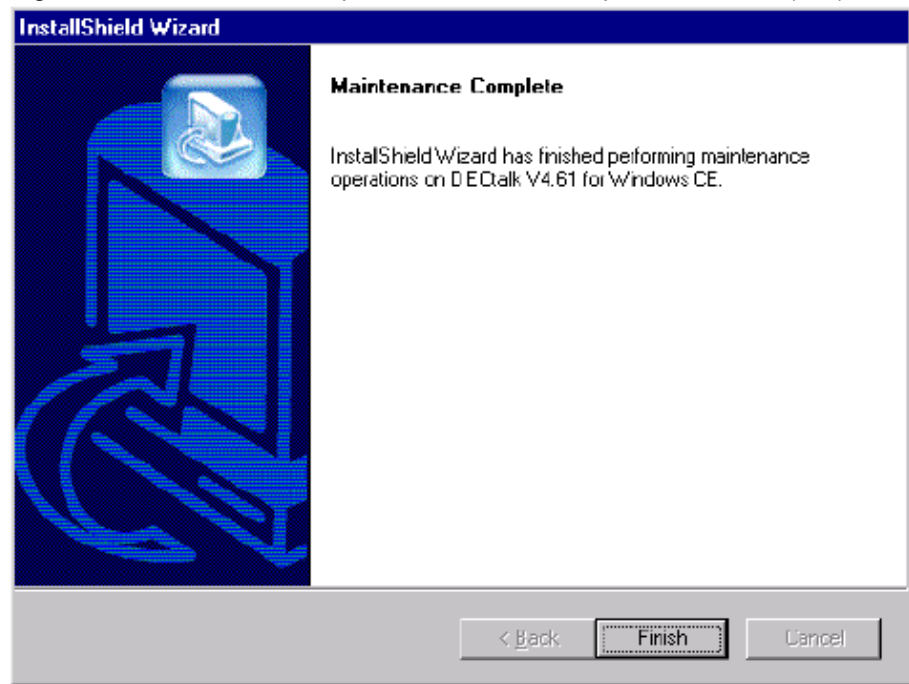 InstallShield Wizard
Maintenance Complete
InstallShield Wizard has finished performing maintenance
operations on DECtalk V4.61 for Windows CE.
< Back
Finish
Cancel